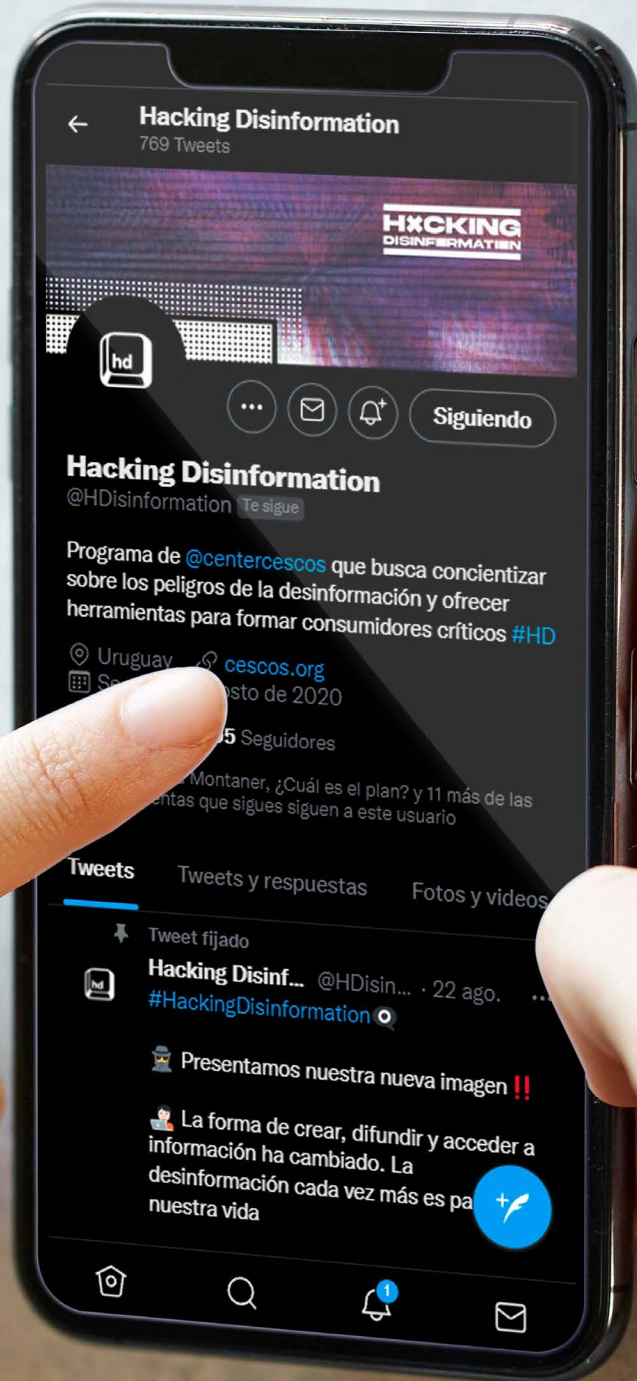 Hacking Disinformation
769 Tweets
HXCKING
DISINFORMATION
hd
Siguiendo
Hacking Disinformation
@HDisinformation Te sigue
Programa de @centercescos que busca concientizar
sobre los peligros de la desinformación y ofrecer
herramientas para formar consumidores críticos #HD
Uruguay cescos.org
de 2020
Seguidores
Montaner, ¿Cuál es el plan? y 11 más de las
que sigues siguen a este usuario
Tweets Tweets y respuestas Fotos y videos
Tweet fijado
hd
Hacking Disinf... @HDisin... · 22 ago. ...
#HackingDisinformation
Presentamos nuestra nueva imagen ‼
La forma de crear, difundir y acceder a
información ha cambiado. La
desinformación cada vez más es
nuestra vida
1